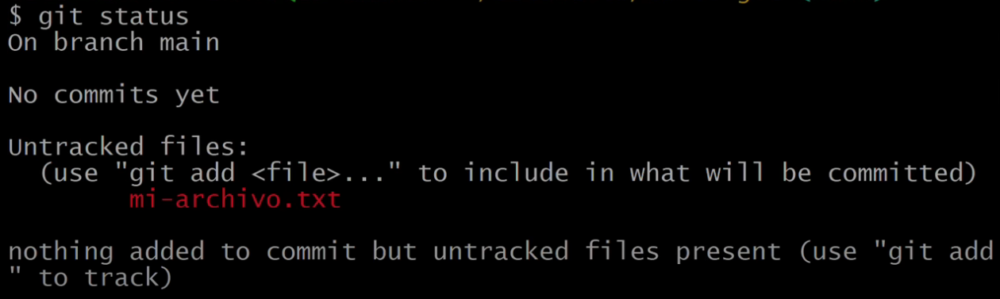 $ git status
On branch main
No commits yet
Untracked files:
(use "git add <file>..." to include in what will be committed)
mi-archivo.txt
nothing added to commit but untracked files present (use "git add
" to track)